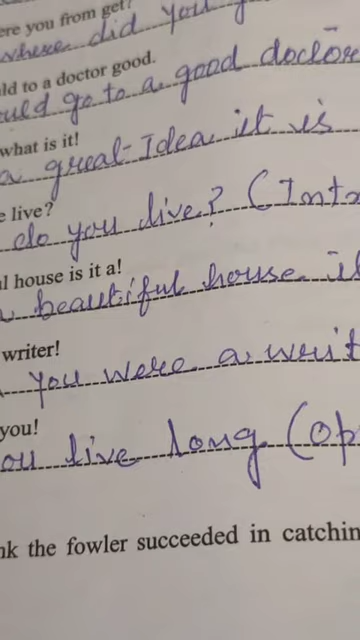 ere you from get?
where did you g
ld to a doctor good.
ould go to a good doctor
what is it!
a great Idea it is
e live?
do you live? (Inte
l house is it a!
a beautiful house it
writer!
you were a writ
you!
ou live long (op
nk the fowler succeeded in catchin